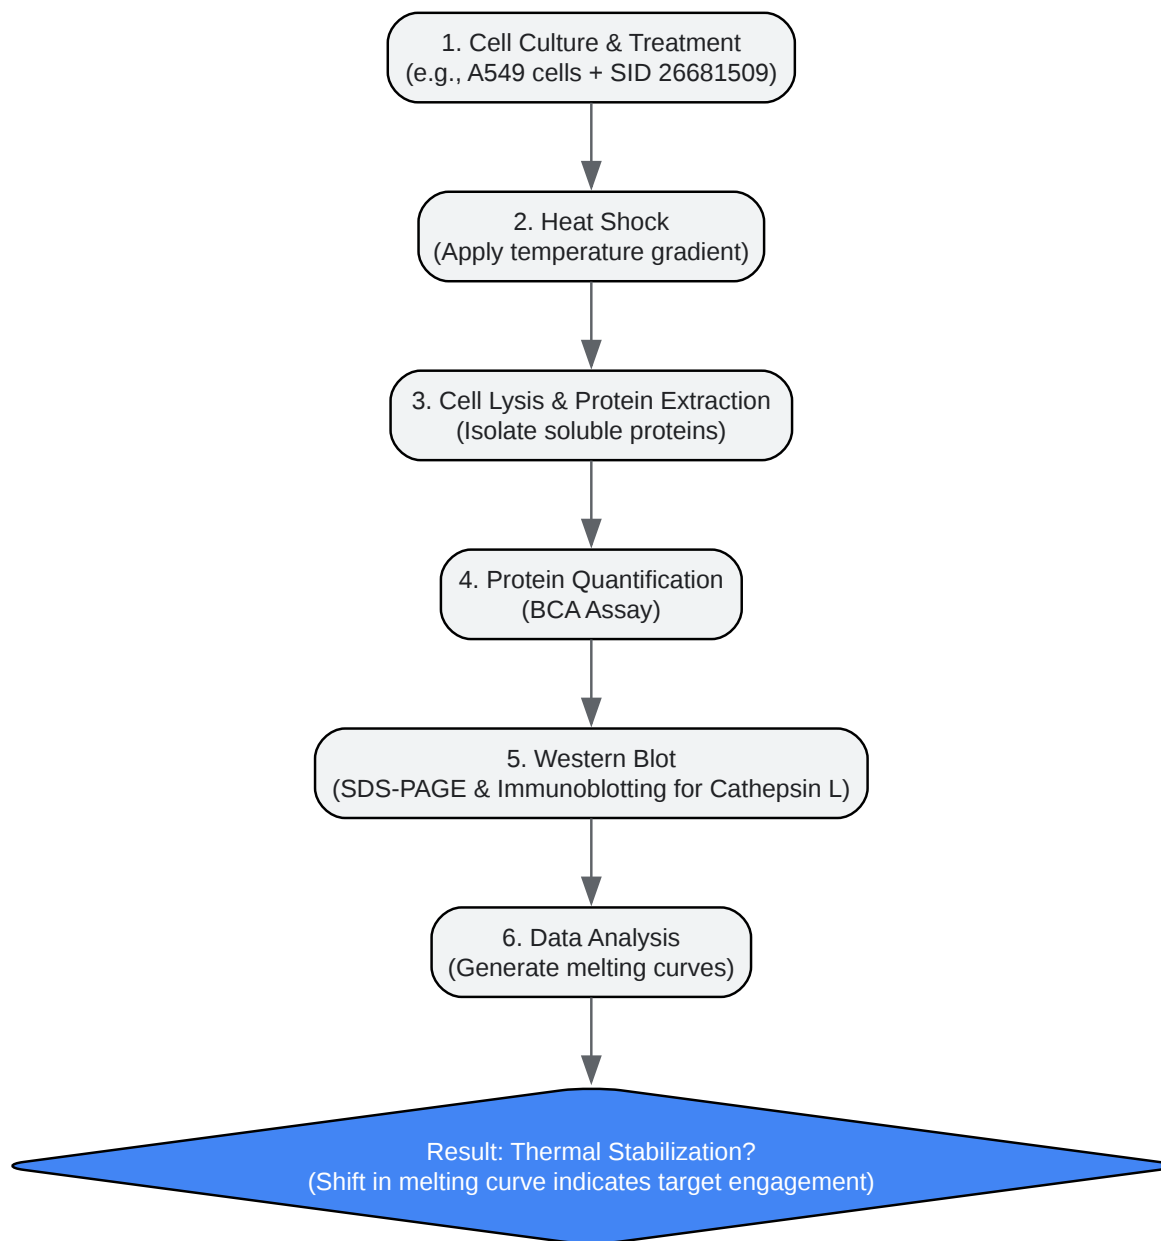 1. Cell Culture & Treatment
(e.g., A549 cells + SID 26681509)
2. Heat Shock
(Apply temperature gradient)
3. Cell Lysis & Protein Extraction
(Isolate soluble proteins)
4. Protein Quantification
(BCA Assay)
5. Western Blot
(SDS-PAGE & Immunoblotting for Cathepsin L)
6. Data Analysis
(Generate melting curves)
Result: Thermal Stabilization?
(Shift in melting curve indicates target engagement)